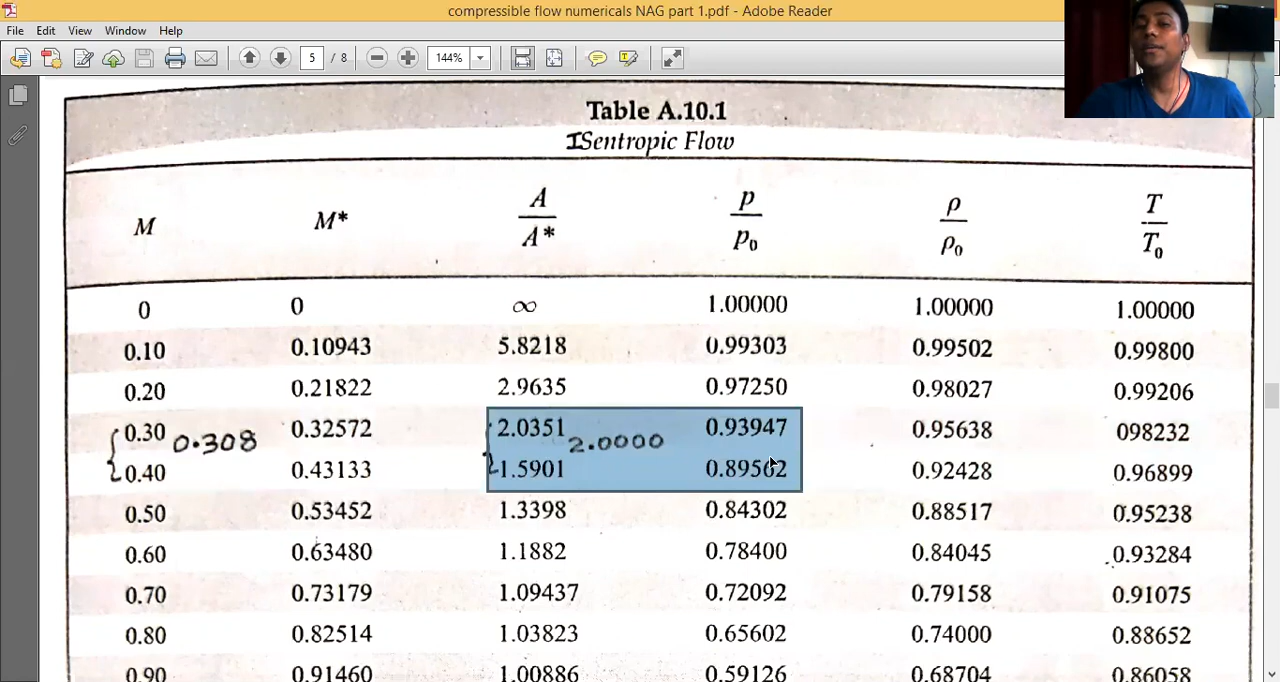 compressible flow numericals NAG part 1.pdf - Adobe Reader
File Edit View Window Help
5 / 8 144%
Table A.10.1
ISentropic Flow
M M* A/A* p/p₀ ρ/ρ₀ T/T₀
0 0 ∞ 1.00000 1.00000 1.00000
0.10 0.10943 5.8218 0.99303 0.99502 0.99800
0.20 0.21822 2.9635 0.97250 0.98027 0.99206
0.30 0.32572 2.0351 0.93947 0.95638 098232
0.308 2.0000
0.40 0.43133 1.5901 0.89562 0.92428 0.96899
0.50 0.53452 1.3398 0.84302 0.88517 0.95238
0.60 0.63480 1.1882 0.78400 0.84045 0.93284
0.70 0.73179 1.09437 0.72092 0.79158 0.91075
0.80 0.82514 1.03823 0.65602 0.74000 0.88652
0.90 0.91460 1.00886 0.59126 0.68704 0.86058